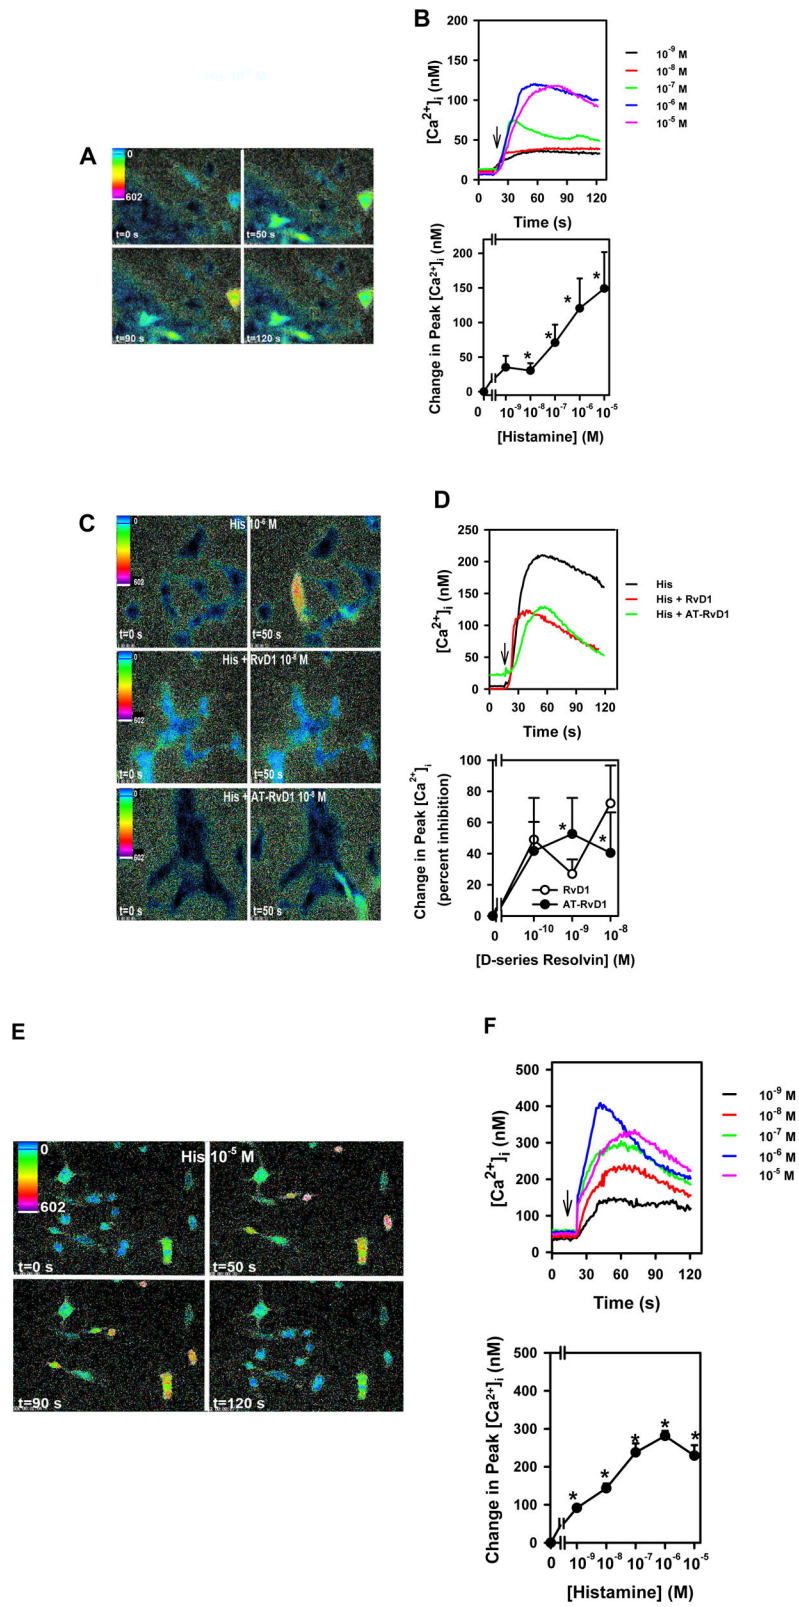 His 10⁻⁵ M
A
0
602
t=0 s
t=50 s
t=90 s
t=120 s
B
200
150
100
50
0
[Ca²⁺]i (nM)
0 30 60 90 120
Time (s)
10⁻⁹ M
10⁻⁸ M
10⁻⁷ M
10⁻⁶ M
10⁻⁵ M
200
150
100
50
0
Change in Peak [Ca²⁺]i (nM)
0 10⁻⁹ 10⁻⁸ 10⁻⁷ 10⁻⁶ 10⁻⁵
* * * *
[Histamine] (M)
C
His 10⁻⁶ M
0
602
t=0 s
t=50 s
His + RvD1 10⁻⁸ M
0
602
t=0 s
t=50 s
His + AT-RvD1 10⁻⁸ M
0
602
t=0 s
t=50 s
D
250
200
150
100
50
0
[Ca²⁺]i (nM)
0 30 60 90 120
Time (s)
His
His + RvD1
His + AT-RvD1
100
80
60
40
20
0
Change in Peak [Ca²⁺]i
(percent inhibition)
* *
RvD1
AT-RvD1
0 10⁻¹⁰ 10⁻⁹ 10⁻⁸
[D-series Resolvin] (M)
E
His 10⁻⁵ M
0
602
t=0 s
t=50 s
t=90 s
t=120 s
F
500
400
300
200
100
0
[Ca²⁺]i (nM)
0 30 60 90 120
Time (s)
10⁻⁹ M
10⁻⁸ M
10⁻⁷ M
10⁻⁶ M
10⁻⁵ M
500
400
300
200
100
0
Change in Peak [Ca²⁺]i (nM)
* * * * *
0 10⁻⁹ 10⁻⁸ 10⁻⁷ 10⁻⁶ 10⁻⁵
[Histamine] (M)